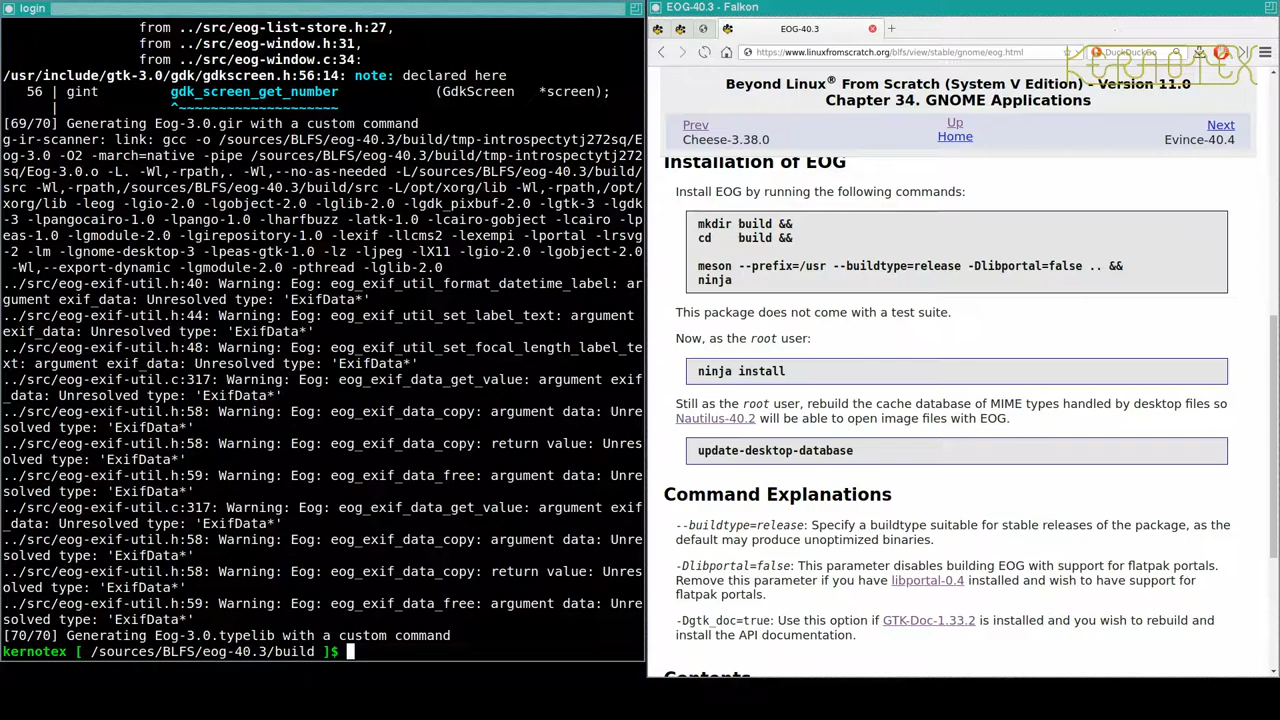 login
from ../src/eog-list-store.h:27,
from ../src/eog-window.h:31,
from ../src/eog-window.c:34:
/usr/include/gtk-3.0/gdk/gdkscreen.h:56:14: note: declared here
56 | gint gdk_screen_get_number (GdkScreen *screen);
| ^~~~~~~~~~~~~~~~~~~~~
[69/70] Generating Eog-3.0.gir with a custom command
g-ir-scanner: link: gcc -o /sources/BLFS/eog-40.3/build/tmp-introspectytj272sq/E
og-3.0 -O2 -march=native -pipe /sources/BLFS/eog-40.3/build/tmp-introspectytj272
sq/Eog-3.0.o -L. -Wl,-rpath,. -Wl,--no-as-needed -L/sources/BLFS/eog-40.3/build/
src -Wl,-rpath,/sources/BLFS/eog-40.3/build/src -L/opt/xorg/lib -Wl,-rpath,/opt/
xorg/lib -leog -lgio-2.0 -lgobject-2.0 -lglib-2.0 -lgdk_pixbuf-2.0 -lgtk-3 -lgdk
-3 -lpangocairo-1.0 -lpango-1.0 -lharfbuzz -latk-1.0 -lcairo-gobject -lcairo -lp
eas-1.0 -lgmodule-2.0 -lgirepository-1.0 -lexif -llcms2 -lexempi -lportal -lrsvg
-2 -lm -lgnome-desktop-3 -lpeas-gtk-1.0 -lz -ljpeg -lX11 -lgio-2.0 -lgobject-2.0
-Wl,--export-dynamic -lgmodule-2.0 -pthread -lglib-2.0
../src/eog-exif-util.h:40: Warning: Eog: exif_util_format_datetime_label: ar
gument exif_data: Unresolved type: 'ExifData*'
../src/eog-exif-util.h:44: Warning: Eog: exif_util_set_label_text: argument
exif_data: Unresolved type: 'ExifData*'
../src/eog-exif-util.h:48: Warning: Eog: exif_util_set_focal_length_label_te
xt: argument exif_data: Unresolved type: 'ExifData*'
../src/eog-exif-util.c:317: Warning: Eog: eog_exif_data_get_value: argument exif
_data: Unresolved type: 'ExifData*'
../src/eog-exif-util.h:58: Warning: Eog: eog_exif_data_copy: argument data: Unre
solved type: 'ExifData*'
../src/eog-exif-util.h:58: Warning: Eog: eog_exif_data_copy: return value: Unres
olved type: 'ExifData*'
../src/eog-exif-util.h:59: Warning: Eog: eog_exif_data_free: argument data: Unre
solved type: 'ExifData*'
../src/eog-exif-util.c:317: Warning: Eog: eog_exif_data_get_value: argument exif
_data: Unresolved type: 'ExifData*'
../src/eog-exif-util.h:58: Warning: Eog: eog_exif_data_copy: argument data: Unre
solved type: 'ExifData*'
../src/eog-exif-util.h:58: Warning: Eog: eog_exif_data_copy: return value: Unres
olved type: 'ExifData*'
../src/eog-exif-util.h:59: Warning: Eog: eog_exif_data_free: argument data: Unre
solved type: 'ExifData*'
[70/70] Generating Eog-3.0.typelib with a custom command
kernotex [ /sources/BLFS/eog-40.3/build ]$
EOG-40.3 - Falkon
EOG-40.3
https://www.linuxfromscratch.org/blfs/view/stable/gnome/eog.html
DuckDuckGo
KERNOTEX
Beyond Linux® From Scratch (System V Edition) - Version 11.0
Chapter 34. GNOME Applications
Prev Up Next
Cheese-3.38.0 Home Evince-40.4
Installation of EOG
Install EOG by running the following commands:
mkdir build &&
cd build &&
meson --prefix=/usr --buildtype=release -Dlibportal=false .. &&
ninja
This package does not come with a test suite.
Now, as the root user:
ninja install
Still as the root user, rebuild the cache database of MIME types handled by desktop files so
Nautilus-40.2 will be able to open image files with EOG.
update-desktop-database
Command Explanations
--buildtype=release: Specify a buildtype suitable for stable releases of the package, as the
default may produce unoptimized binaries.
-Dlibportal=false: This parameter disables building EOG with support for flatpak portals.
Remove this parameter if you have libportal-0.4 installed and wish to have support for
flatpak portals.
-Dgtk_doc=true: Use this option if GTK-Doc-1.33.2 is installed and you wish to rebuild and
install the API documentation.
Contents